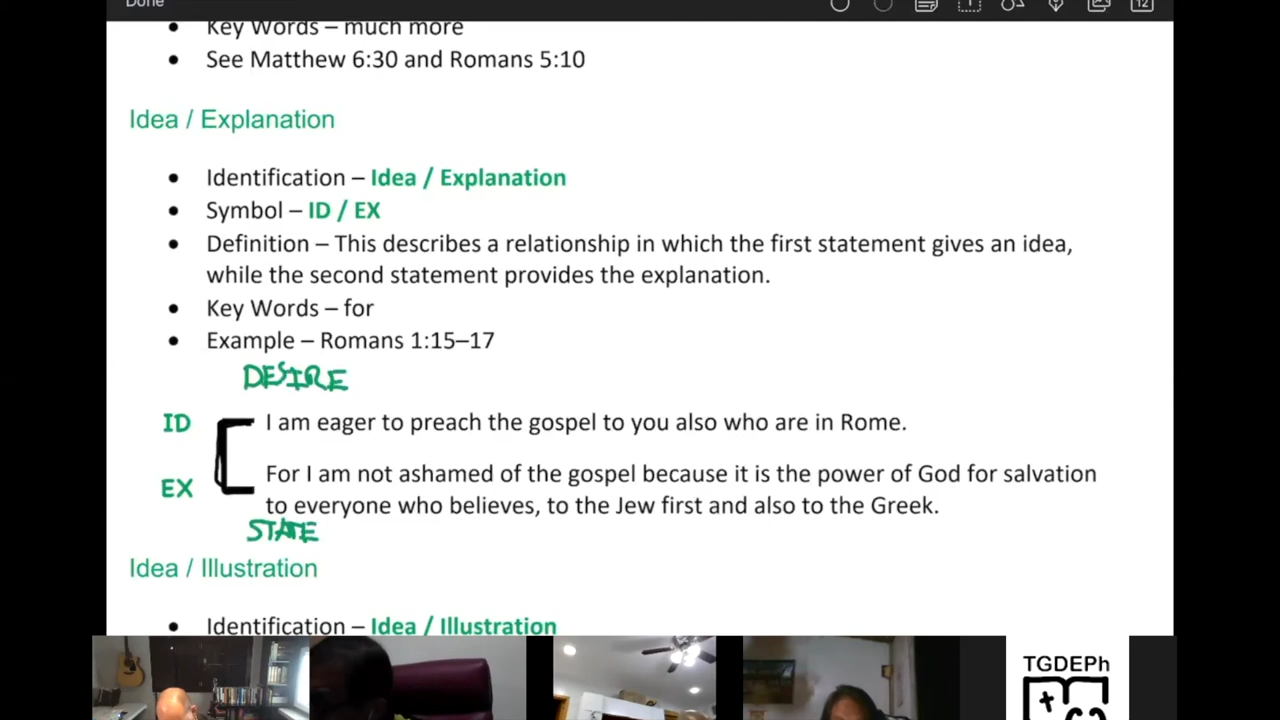 Done
12
• Key Words – much more
• See Matthew 6:30 and Romans 5:10
Idea / Explanation
• Identification – Idea / Explanation
• Symbol – ID / EX
• Definition – This describes a relationship in which the first statement gives an idea,
while the second statement provides the explanation.
• Key Words – for
• Example – Romans 1:15–17
DESIRE
ID I am eager to preach the gospel to you also who are in Rome.
EX For I am not ashamed of the gospel because it is the power of God for salvation
to everyone who believes, to the Jew first and also to the Greek.
STATE
Idea / Illustration
• Identification – Idea / Illustration
TGDEPh